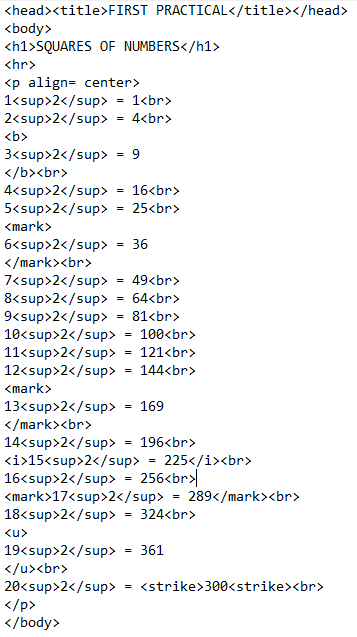 <head><title>FIRST PRACTICAL</title></head>
<body>
<h1>SQUARES OF NUMBERS</h1>
<hr>
<p align= center>
1<sup>2</sup> = 1<br>
2<sup>2</sup> = 4<br>
<b>
3<sup>2</sup> = 9
</b><br>
4<sup>2</sup> = 16<br>
5<sup>2</sup> = 25<br>
<mark>
6<sup>2</sup> = 36
</mark><br>
7<sup>2</sup> = 49<br>
8<sup>2</sup> = 64<br>
9<sup>2</sup> = 81<br>
10<sup>2</sup> = 100<br>
11<sup>2</sup> = 121<br>
12<sup>2</sup> = 144<br>
<mark>
13<sup>2</sup> = 169
</mark><br>
14<sup>2</sup> = 196<br>
<i>15<sup>2</sup> = 225</i><br>
16<sup>2</sup> = 256<br>
<mark>17<sup>2</sup> = 289</mark><br>
18<sup>2</sup> = 324<br>
<u>
19<sup>2</sup> = 361
</u><br>
20<sup>2</sup> = <strike>300<strike><br>
</p>
</body>